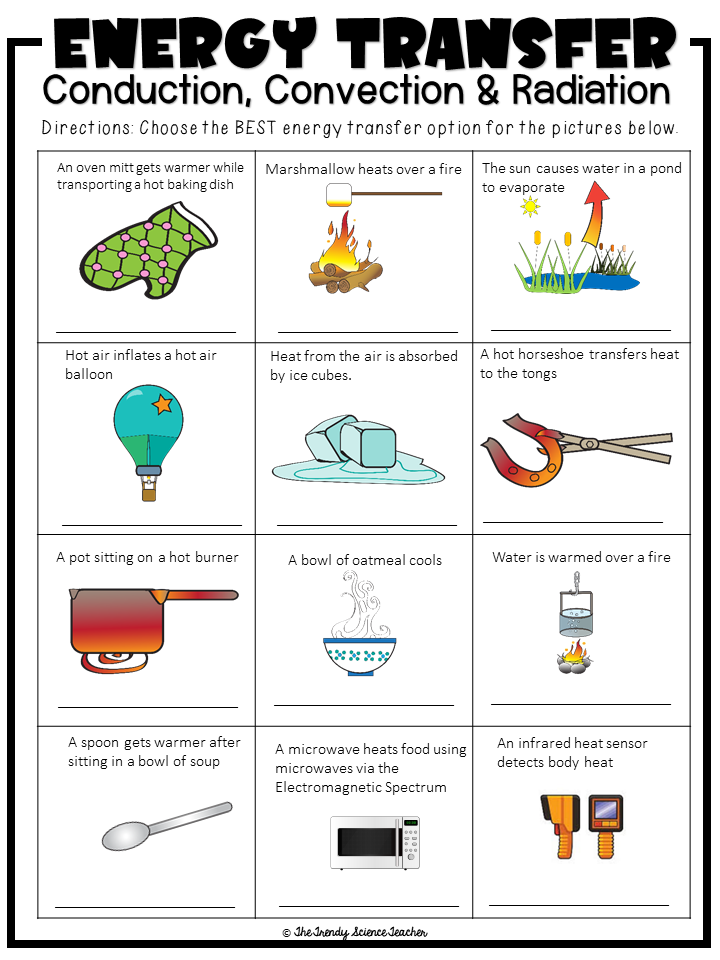 ENERGY TRANSFER
Conduction, Convection & Radiation
Directions: Choose the BEST energy transfer option for the pictures below.
An oven mitt gets warmer while
transporting a hot baking dish
Marshmallow heats over a fire
The sun causes water in a pond
to evaporate
Hot air inflates a hot air
balloon
Heat from the air is absorbed
by ice cubes.
A hot horseshoe transfers heat
to the tongs
A pot sitting on a hot burner
A bowl of oatmeal cools
Water is warmed over a fire
A spoon gets warmer after
sitting in a bowl of soup
A microwave heats food using
microwaves via the
Electromagnetic Spectrum
An infrared heat sensor
detects body heat
© The Trendy Science Teacher